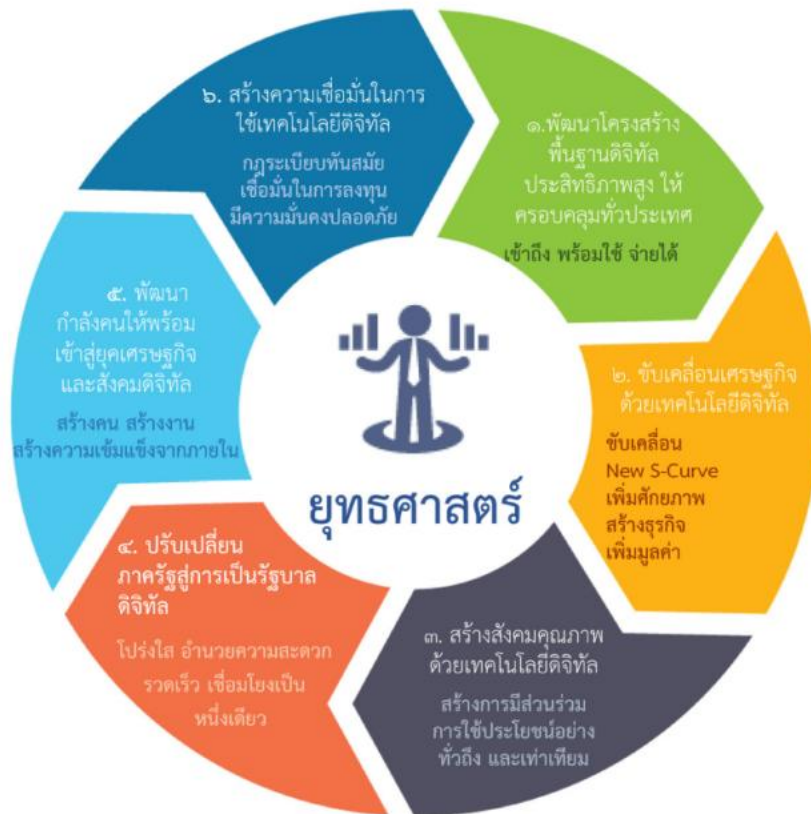 ๖. สร้างความเชื่อมั่นในการ
ใช้เทคโนโลยีดิจิทัล
กฎระเบียบทันสมัย
เชื่อมั่นในการลงทุน
มีความมั่นคงปลอดภัย
๑.พัฒนาโครงสร้าง
พื้นฐานดิจิทัล
ประสิทธิภาพสูง ให้
ครอบคลุมทั่วประเทศ
เข้าถึง พร้อมใช้ จ่ายได้
๒. ขับเคลื่อนเศรษฐกิจ
ด้วยเทคโนโลยีดิจิทัล
ขับเคลื่อน
New S-Curve
เพิ่มศักยภาพ
สร้างธุรกิจ
เพิ่มมูลค่า
๓. สร้างสังคมคุณภาพ
ด้วยเทคโนโลยีดิจิทัล
สร้างการมีส่วนร่วม
การใช้ประโยชน์อย่าง
ทั่วถึง และเท่าเทียม
๔. ปรับเปลี่ยน
ภาครัฐสู่การเป็นรัฐบาล
ดิจิทัล
โปร่งใส อำนวยความสะดวก
รวดเร็ว เชื่อมโยงเป็น
หนึ่งเดียว
๕. พัฒนา
กำลังคนให้พร้อม
เข้าสู่ยุคเศรษฐกิจ
และสังคมดิจิทัล
สร้างคน สร้างงาน
สร้างความเข้มแข็งจากภายใน
ยุทธศาสตร์